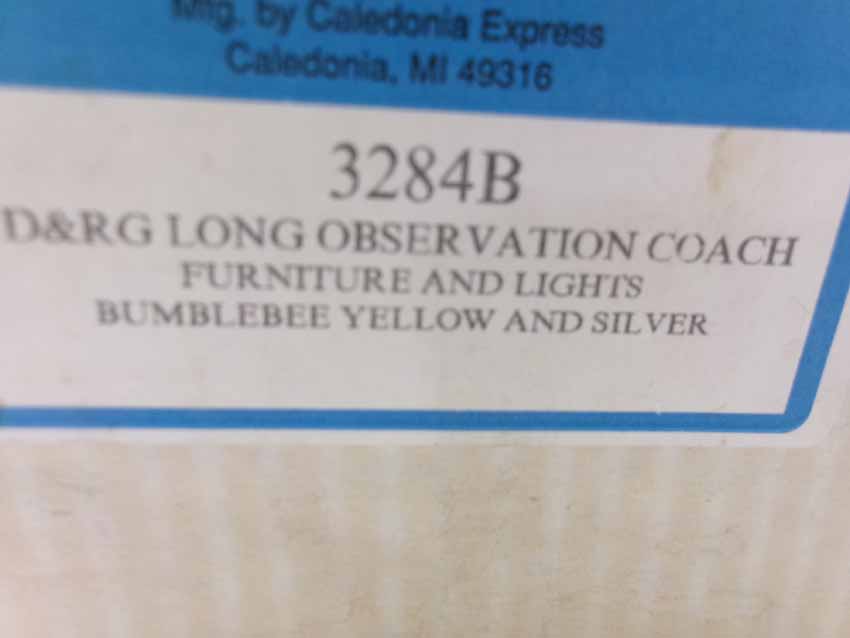 Mfg. by Caledonia Express
Caledonia, MI 49316
3284B
D&RG LONG OBSERVATION COACH
FURNITURE AND LIGHTS
BUMBLEBEE YELLOW AND SILVER